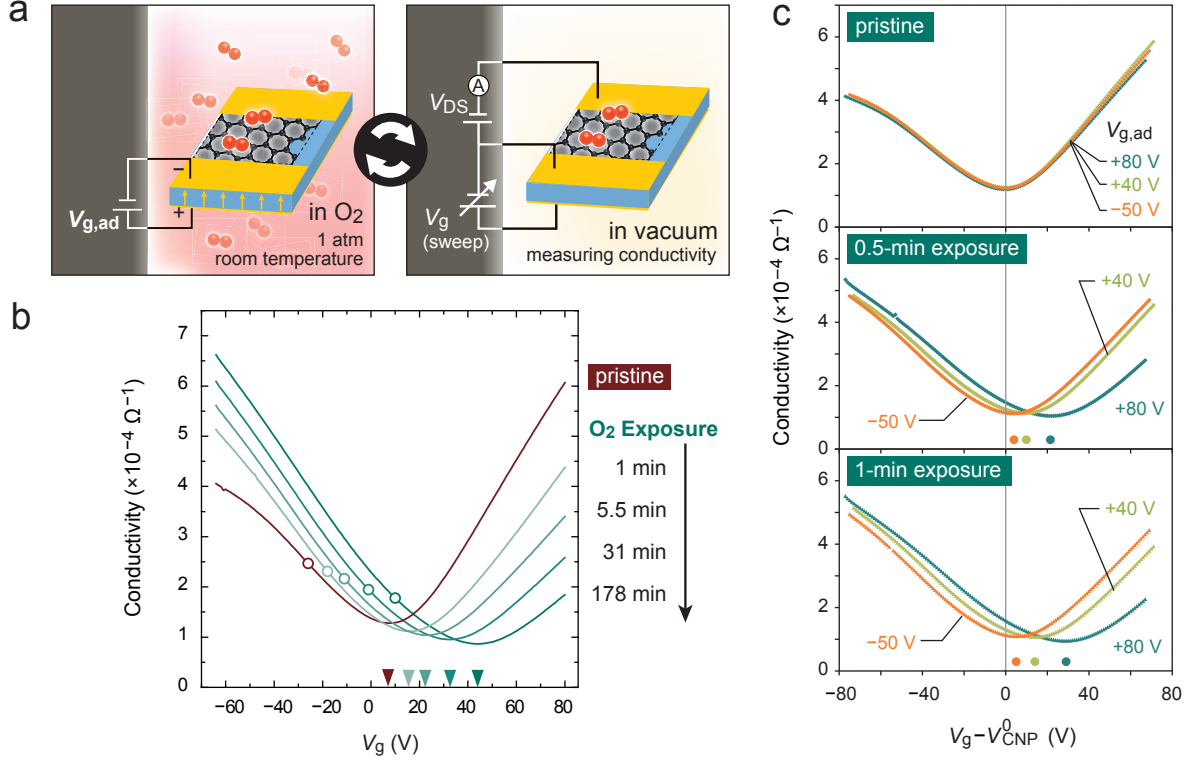 a
V_g,ad
−
+
in O₂
1 atm
room temperature
A
V_DS
V_g
(sweep)
in vacuum
measuring conductivity
b
Conductivity (×10⁻⁴ Ω⁻¹)
7
6
5
4
3
2
1
0
−60 −40 −20 0 20 40 60 80
V_g (V)
pristine
O₂ Exposure
1 min
5.5 min
31 min
178 min
c
Conductivity (×10⁻⁴ Ω⁻¹)
pristine
6
4
2
0
V_g,ad
+80 V
+40 V
−50 V
0.5-min exposure
6
4
2
0
+40 V
−50 V
+80 V
1-min exposure
6
4
2
0
+40 V
−50 V
+80 V
−80 −40 0 40 80
V_g−V⁰_CNP (V)